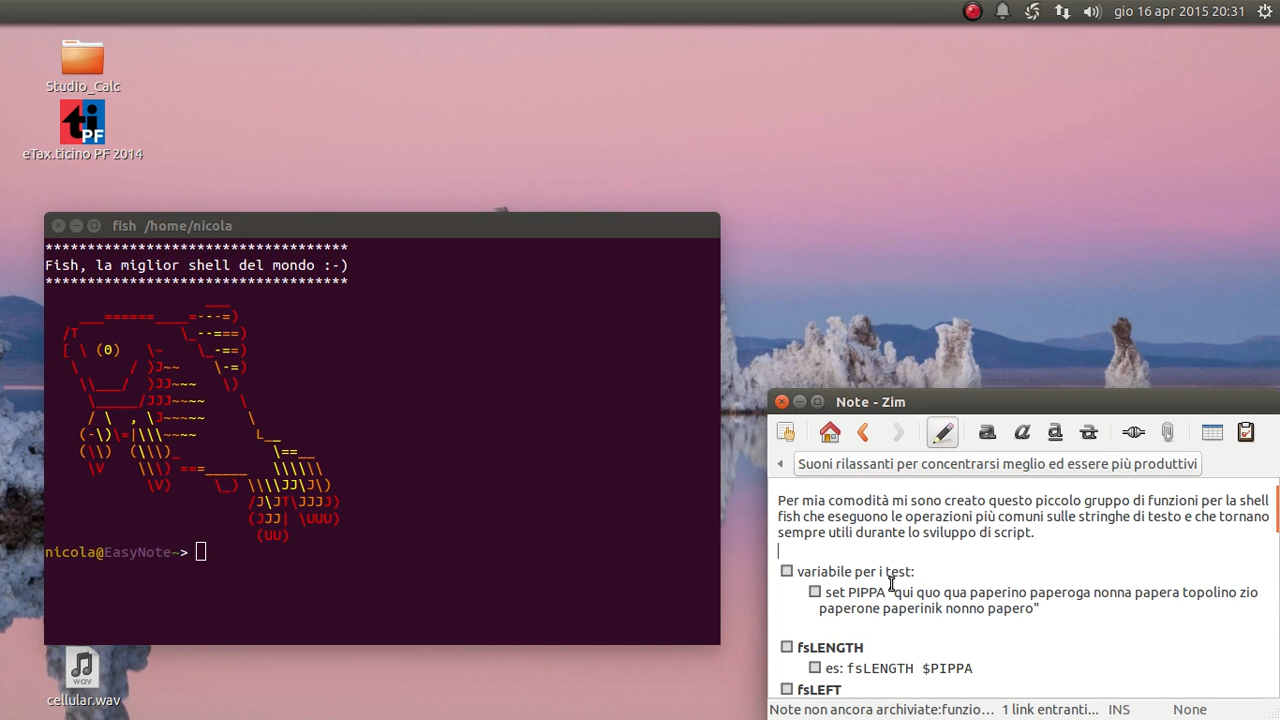 gio 16 apr 2015 20:31
Studio_Calc
ti PF
eTax.ticino PF 2014
fish /home/nicola
************************************
Fish, la miglior shell del mondo :-)
************************************
nicola@EasyNote~>
cellular.wav
wav
Note - Zim
Suoni rilassanti per concentrarsi meglio ed essere più produttivi
Per mia comodità mi sono creato questo piccolo gruppo di funzioni per la shell
fish che eseguono le operazioni più comuni sulle stringhe di testo e che tornano
sempre utili durante lo sviluppo di script.
variabile per i test:
set PIPPA "qui quo qua paperino paperoga nonna papera topolino zio
paperone paperinik nonno papero"
fsLENGTH
es: fsLENGTH $PIPPA
fsLEFT
Note non ancora archiviate:funzio... 1 link entranti... INS None